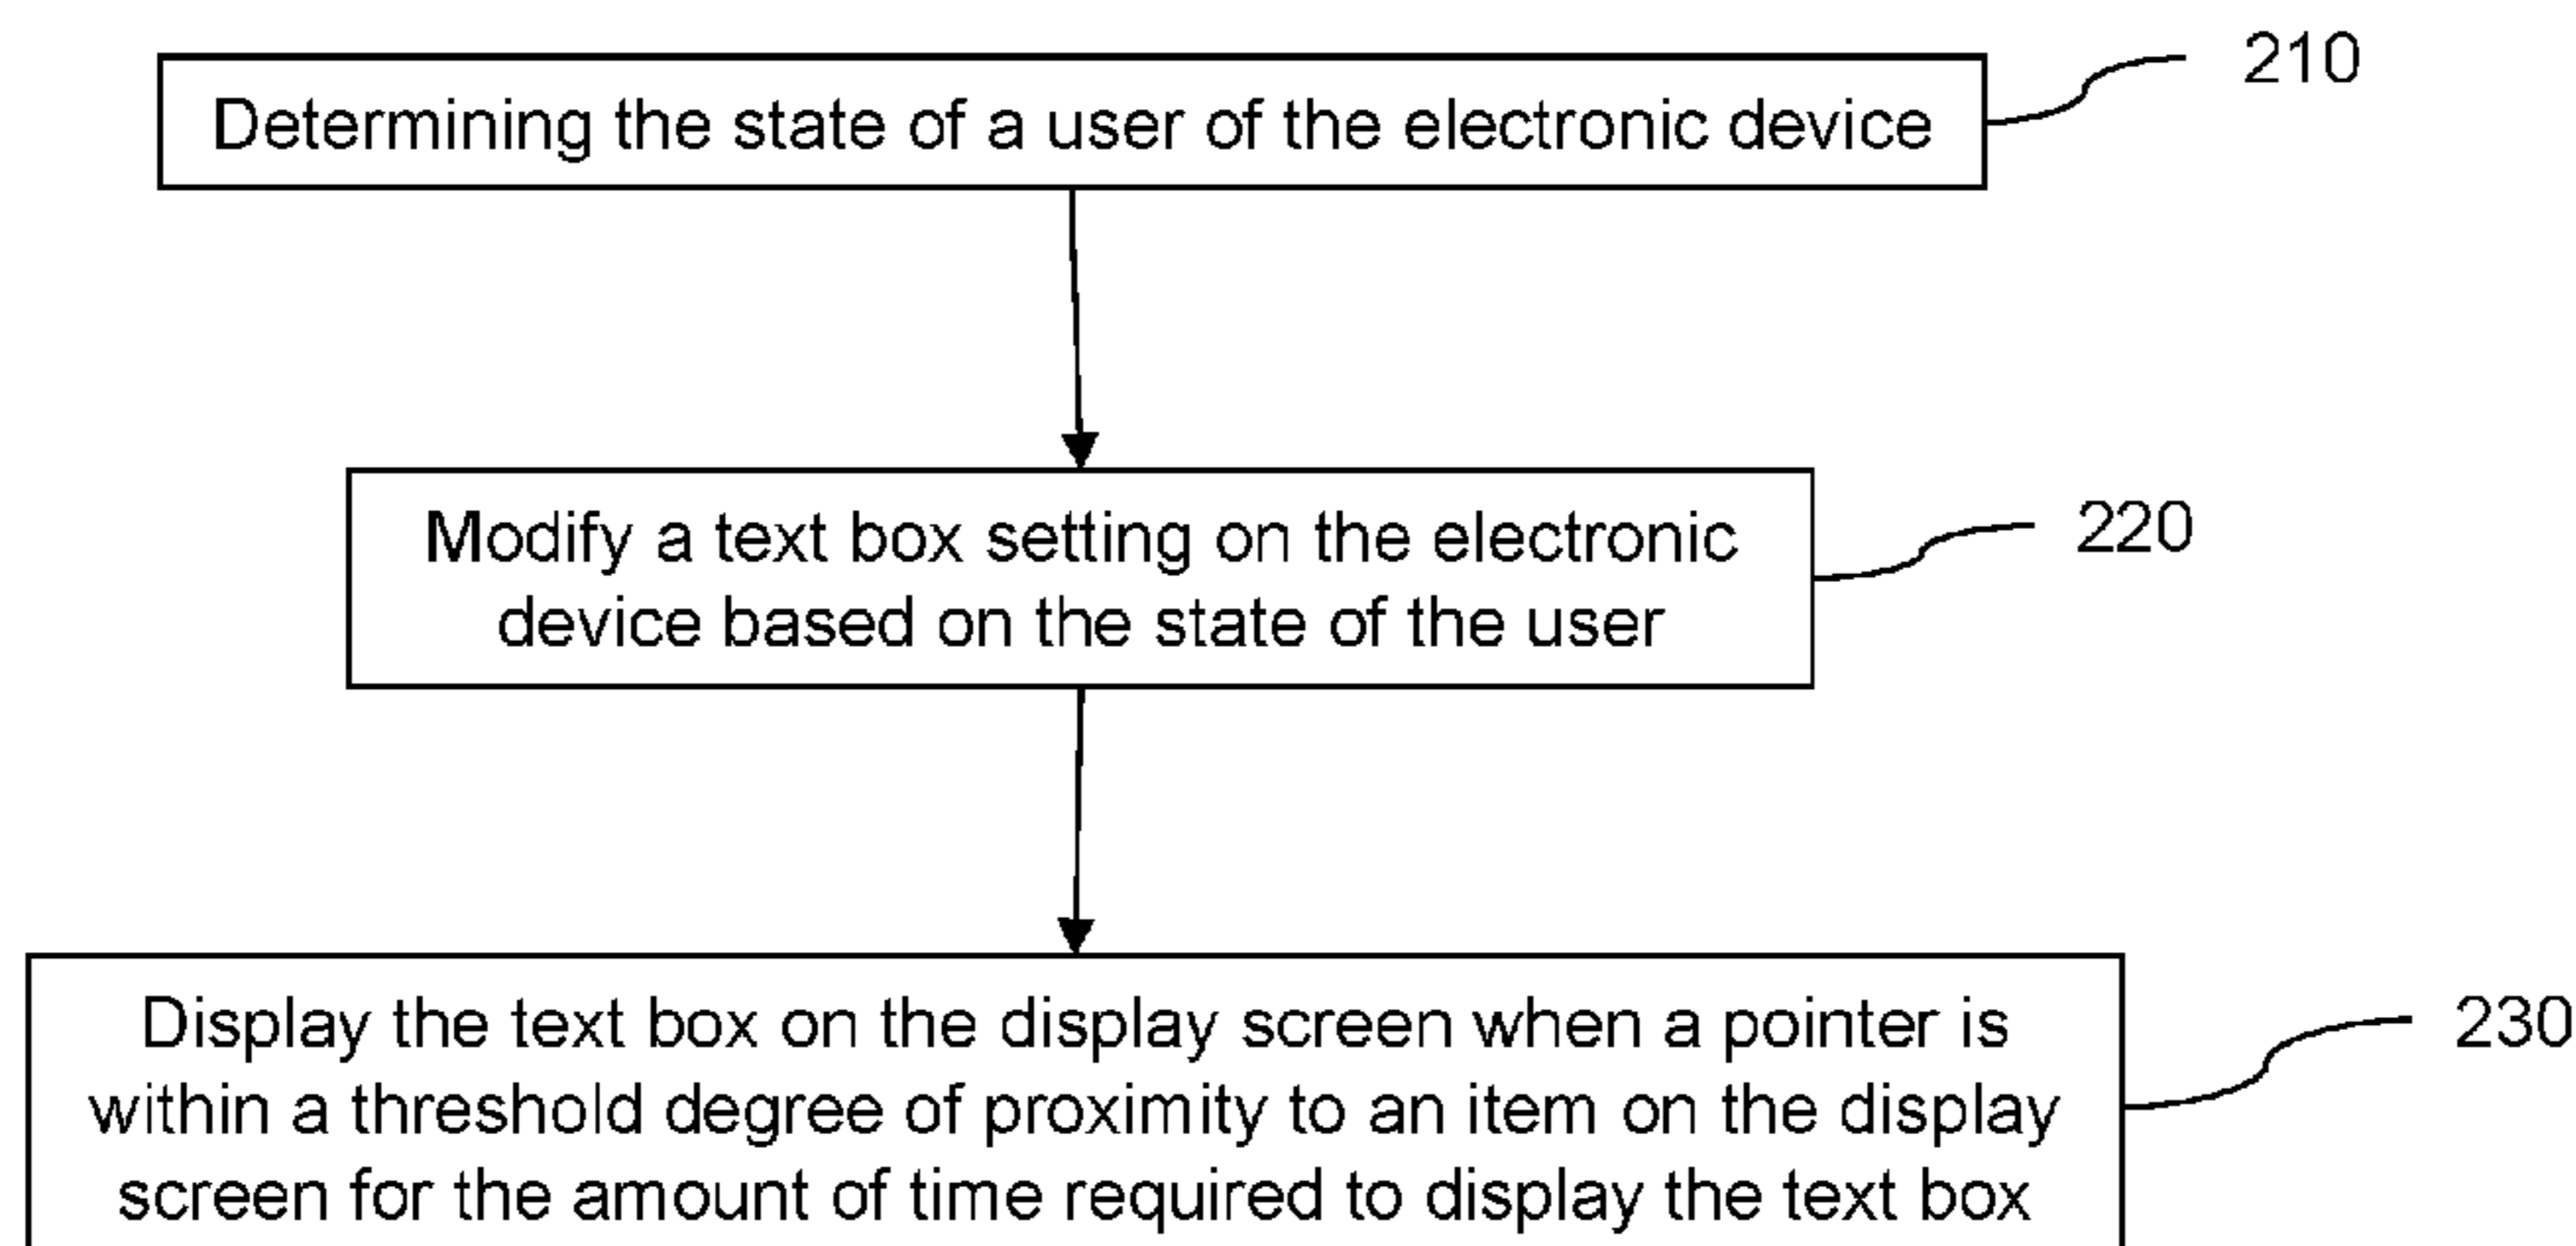 210
Determining the state of a user of the electronic device
Modify a text box setting on the electronic
device based on the state of the user
220
Display the text box on the display screen when a pointer is
within a threshold degree of proximity to an item on the display
screen for the amount of time required to display the text box
230